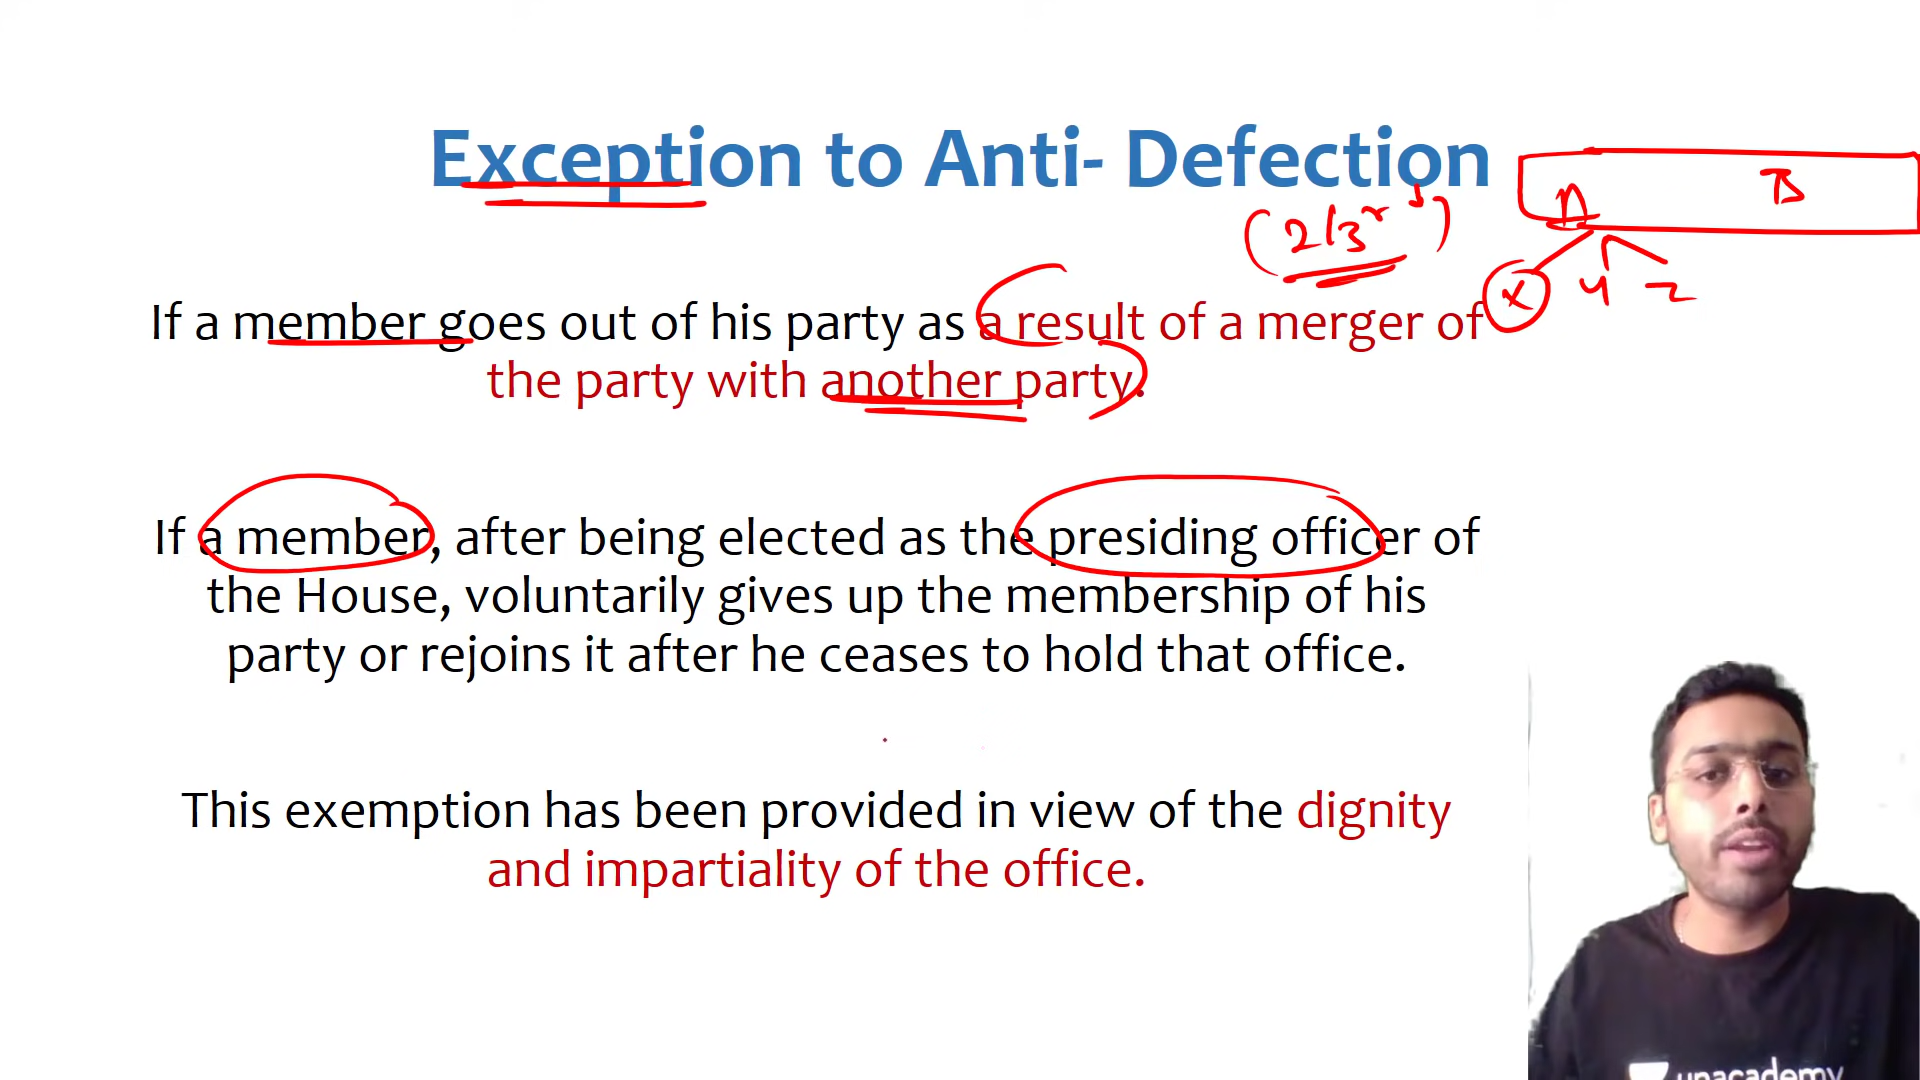 Exception to Anti- Defection
(2/3rd)
A B
x y z
If a member goes out of his party as a result of a merger of
the party with another party.
If a member, after being elected as the presiding officer of
the House, voluntarily gives up the membership of his
party or rejoins it after he ceases to hold that office.
This exemption has been provided in view of the dignity
and impartiality of the office.
unacademy